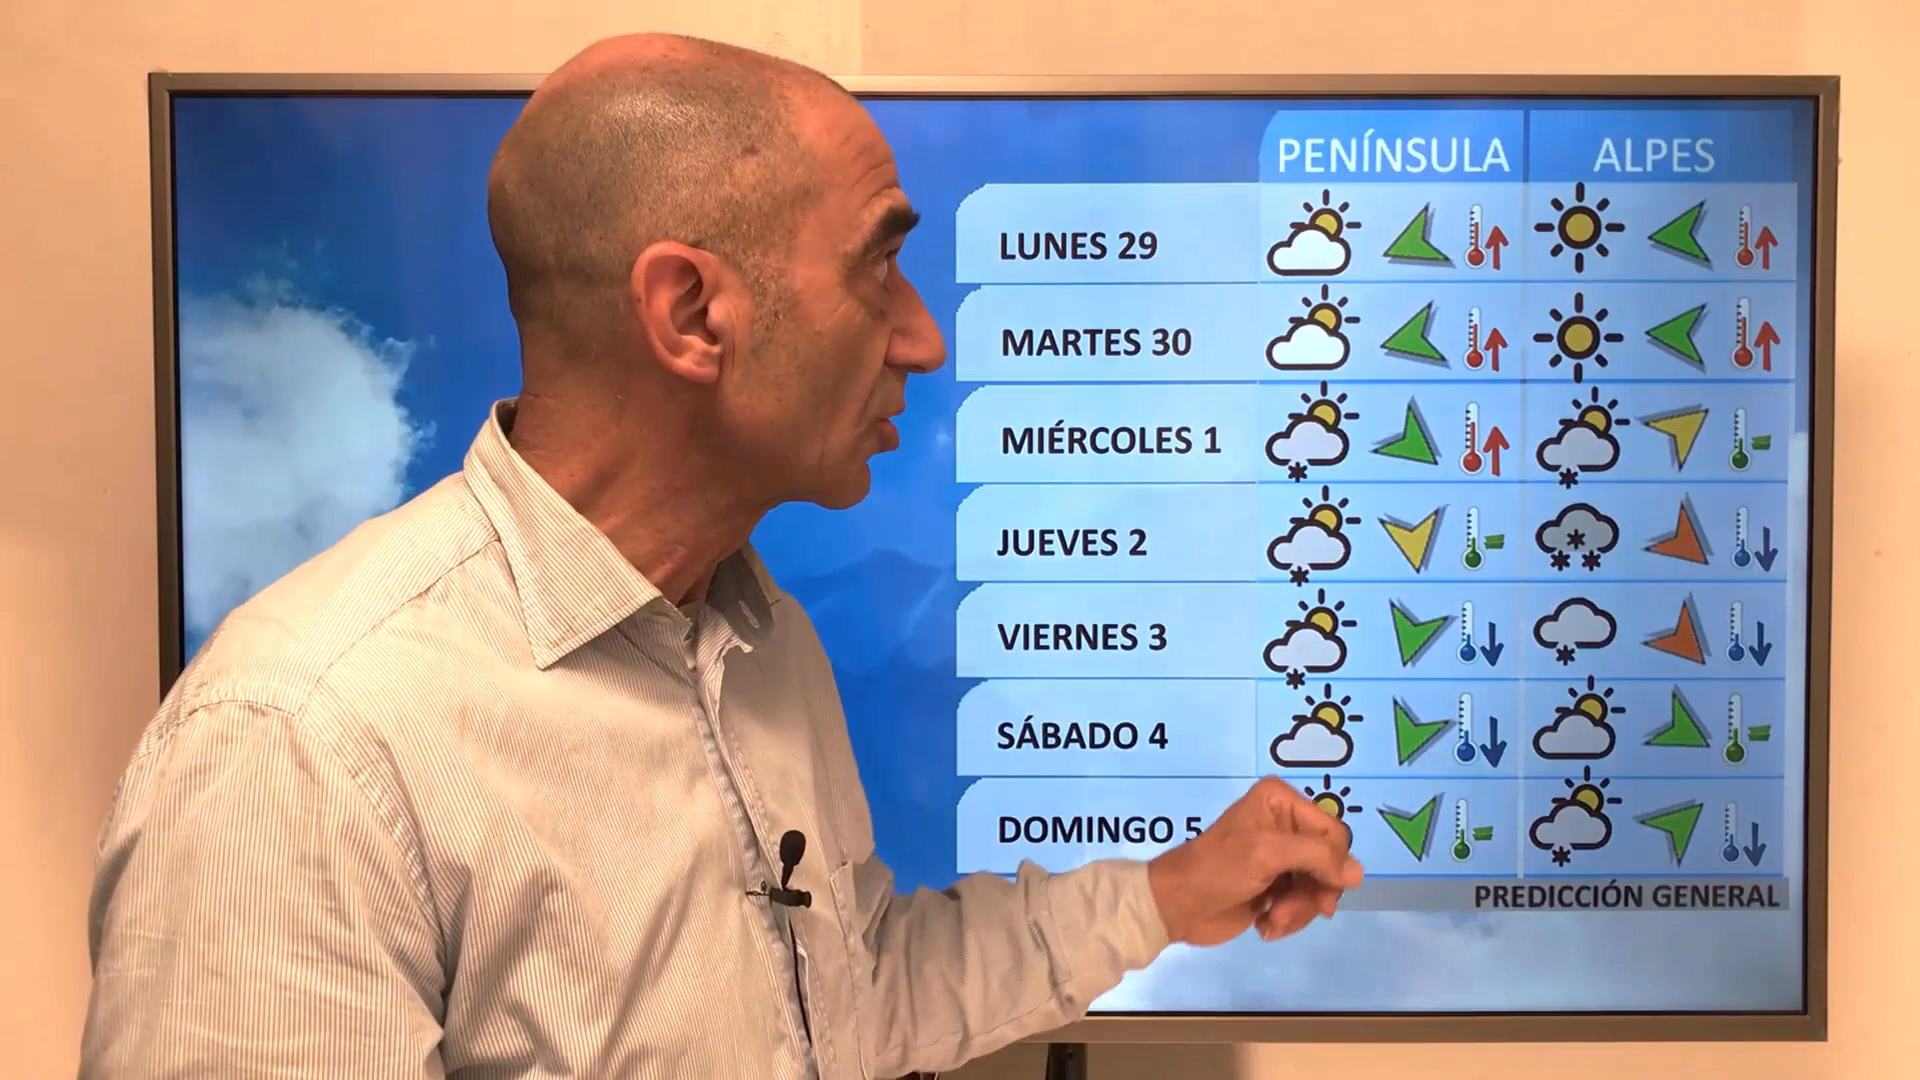 PENÍNSULA ALPES
LUNES 29
MARTES 30
MIÉRCOLES 1
JUEVES 2
VIERNES 3
SÁBADO 4
DOMINGO 5
PREDICCIÓN GENERAL